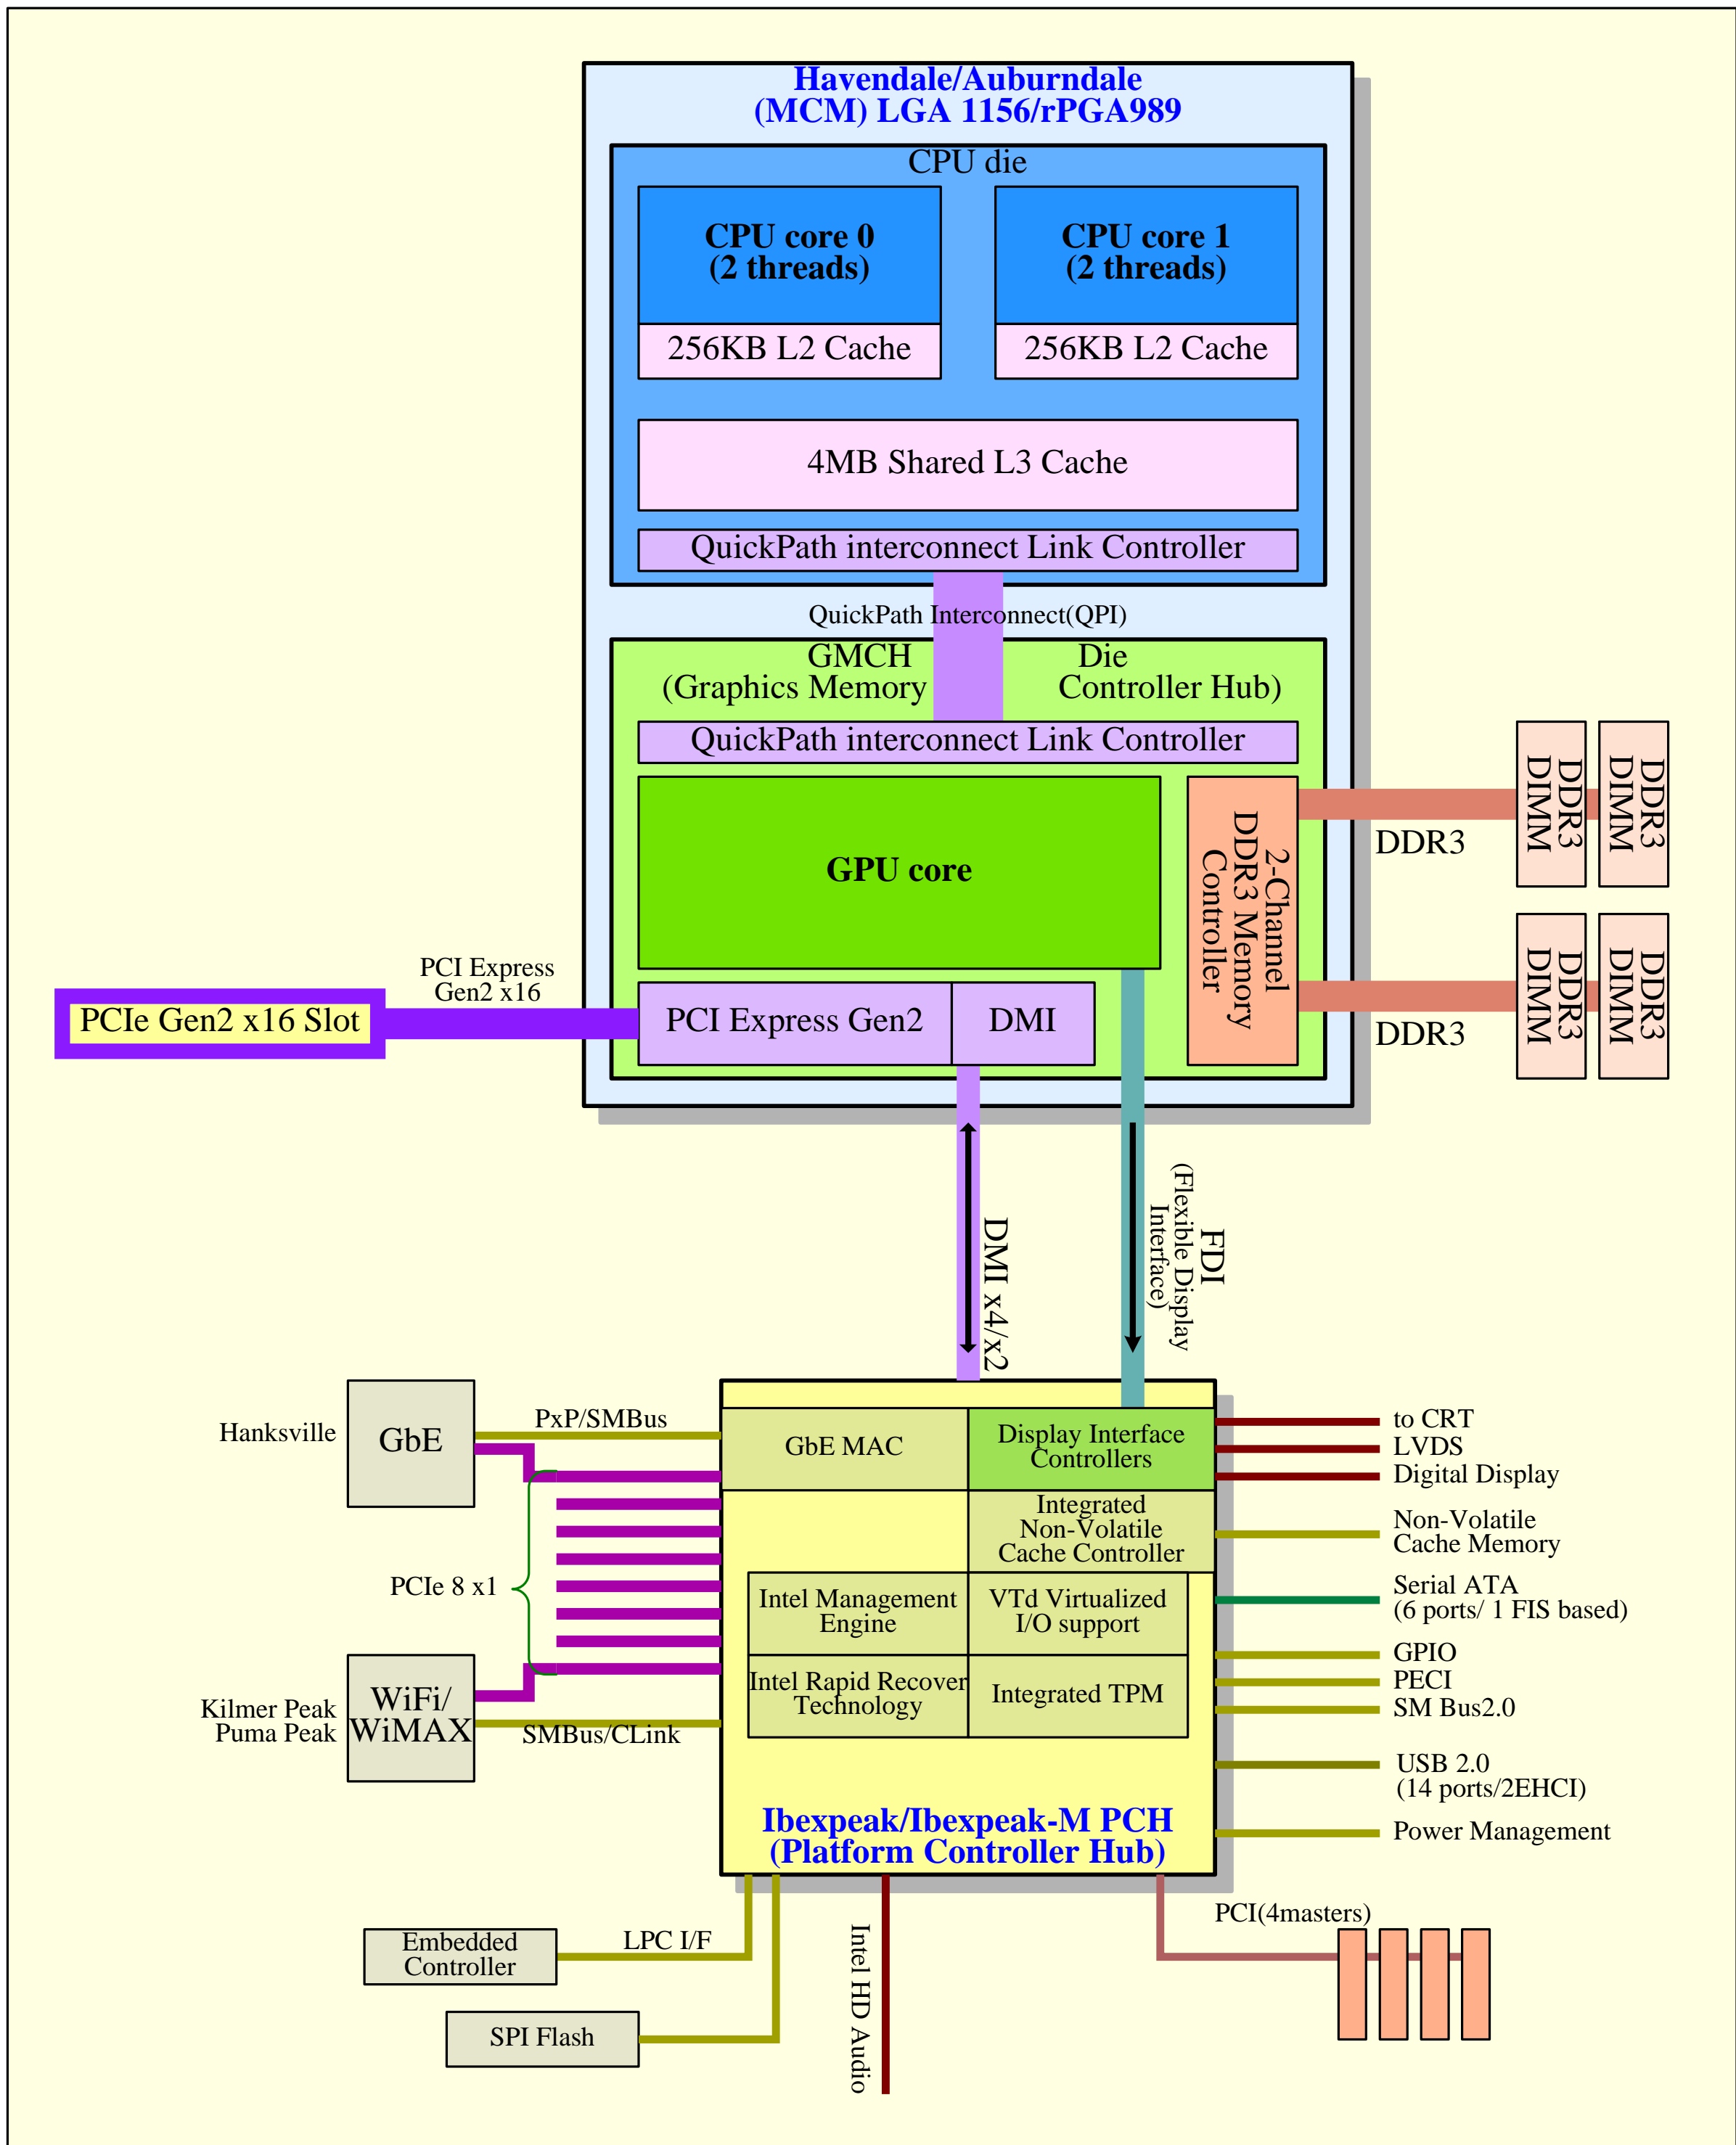 Havendale/Auburndale
(MCM) LGA 1156/rPGA989
CPU die
CPU core 0
(2 threads)
CPU core 1
(2 threads)
256KB L2 Cache
256KB L2 Cache
4MB Shared L3 Cache
QuickPath interconnect Link Controller
QuickPath Interconnect(QPI)
GMCH Die
(Graphics Memory Controller Hub)
QuickPath interconnect Link Controller
GPU core
2-Channel
DDR3 Memory
Controller
DDR3
DDR3
DIMM
DDR3
DIMM
DDR3
DDR3
DIMM
DDR3
DIMM
PCI Express
Gen2 x16
PCIe Gen2 x16 Slot
PCI Express Gen2
DMI
DMI x4/x2
FDI
(Flexible Display
Interface)
Hanksville
GbE
PxP/SMBus
GbE MAC
Display Interface
Controllers
to CRT
LVDS
Digital Display
Integrated
Non-Volatile
Cache Controller
Non-Volatile
Cache Memory
PCIe 8 x1
Intel Management
Engine
VTd Virtualized
I/O support
Serial ATA
(6 ports/ 1 FIS based)
GPIO
PECI
SM Bus2.0
Kilmer Peak
Puma Peak
WiFi/
WiMAX
SMBus/CLink
Intel Rapid Recover
Technology
Integrated TPM
USB 2.0
(14 ports/2EHCI)
Ibexpeak/Ibexpeak-M PCH
(Platform Controller Hub)
Power Management
Embedded
Controller
LPC I/F
SPI Flash
Intel HD Audio
PCI(4masters)